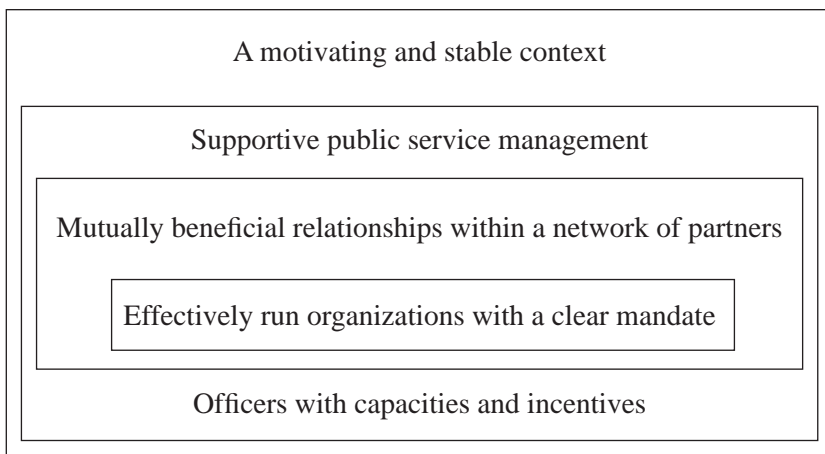 A motivating and stable context
Supportive public service management
Mutually beneficial relationships within a network of partners
Effectively run organizations with a clear mandate
Officers with capacities and incentives